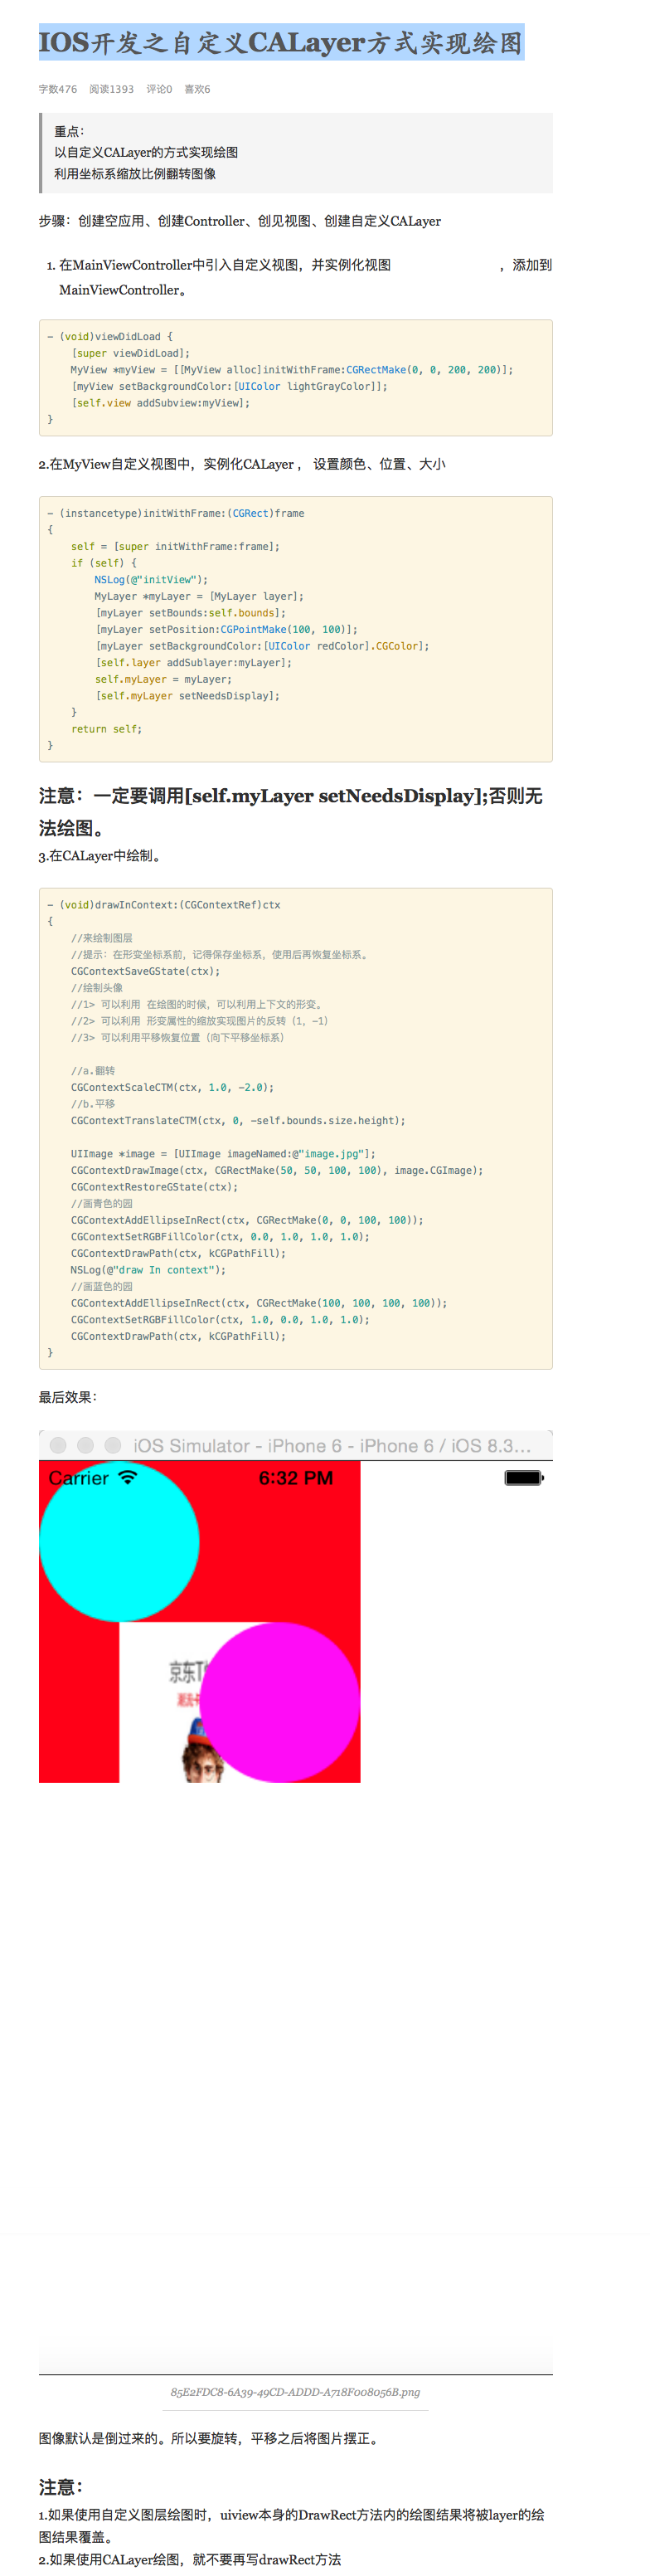 IOS开发之自定义CALayer方式实现绘图
字数476 阅读1393 评论0 喜欢6
重点：
以自定义CALayer的方式实现绘图
利用坐标系缩放比例翻转图像
步骤：创建空应用、创建Controller、创见视图、创建自定义CALayer
1. 在MainViewController中引入自定义视图，并实例化视图 ，添加到
MainViewController。
- (void)viewDidLoad {
    [super viewDidLoad];
    MyView *myView = [[MyView alloc]initWithFrame:CGRectMake(0, 0, 200, 200)];
    [myView setBackgroundColor:[UIColor lightGrayColor]];
    [self.view addSubview:myView];
}
2.在MyView自定义视图中，实例化CALayer ， 设置颜色、位置、大小
- (instancetype)initWithFrame:(CGRect)frame
{
    self = [super initWithFrame:frame];
    if (self) {
        NSLog(@"initView");
        MyLayer *myLayer = [MyLayer layer];
        [myLayer setBounds:self.bounds];
        [myLayer setPosition:CGPointMake(100, 100)];
        [myLayer setBackgroundColor:[UIColor redColor].CGColor];
        [self.layer addSublayer:myLayer];
        self.myLayer = myLayer;
        [self.myLayer setNeedsDisplay];
    }
    return self;
}
注意：一定要调用[self.myLayer setNeedsDisplay];否则无
法绘图。
3.在CALayer中绘制。
- (void)drawInContext:(CGContextRef)ctx
{
    //来绘制图层
    //提示：在形变坐标系前，记得保存坐标系，使用后再恢复坐标系。
    CGContextSaveGState(ctx);
    //绘制头像
    //1> 可以利用 在绘图的时候，可以利用上下文的形变。
    //2> 可以利用 形变属性的缩放实现图片的反转（1，-1）
    //3> 可以利用平移恢复位置（向下平移坐标系）
    //a.翻转
    CGContextScaleCTM(ctx, 1.0, -2.0);
    //b.平移
    CGContextTranslateCTM(ctx, 0, -self.bounds.size.height);
    UIImage *image = [UIImage imageNamed:@"image.jpg"];
    CGContextDrawImage(ctx, CGRectMake(50, 50, 100, 100), image.CGImage);
    CGContextRestoreGState(ctx);
    //画青色的园
    CGContextAddEllipseInRect(ctx, CGRectMake(0, 0, 100, 100));
    CGContextSetRGBFillColor(ctx, 0.0, 1.0, 1.0, 1.0);
    CGContextDrawPath(ctx, kCGPathFill);
    NSLog(@"draw In context");
    //画蓝色的园
    CGContextAddEllipseInRect(ctx, CGRectMake(100, 100, 100, 100));
    CGContextSetRGBFillColor(ctx, 1.0, 0.0, 1.0, 1.0);
    CGContextDrawPath(ctx, kCGPathFill);
}
最后效果：
iOS Simulator - iPhone 6 - iPhone 6 / iOS 8.3...
Carrier 6:32 PM
京东T
85E2FDC8-6A39-49CD-ADDD-A718F008056B.png
图像默认是倒过来的。所以要旋转，平移之后将图片摆正。
注意：
1.如果使用自定义图层绘图时，uiview本身的DrawRect方法内的绘图结果将被layer的绘
图结果覆盖。
2.如果使用CALayer绘图，就不要再写drawRect方法